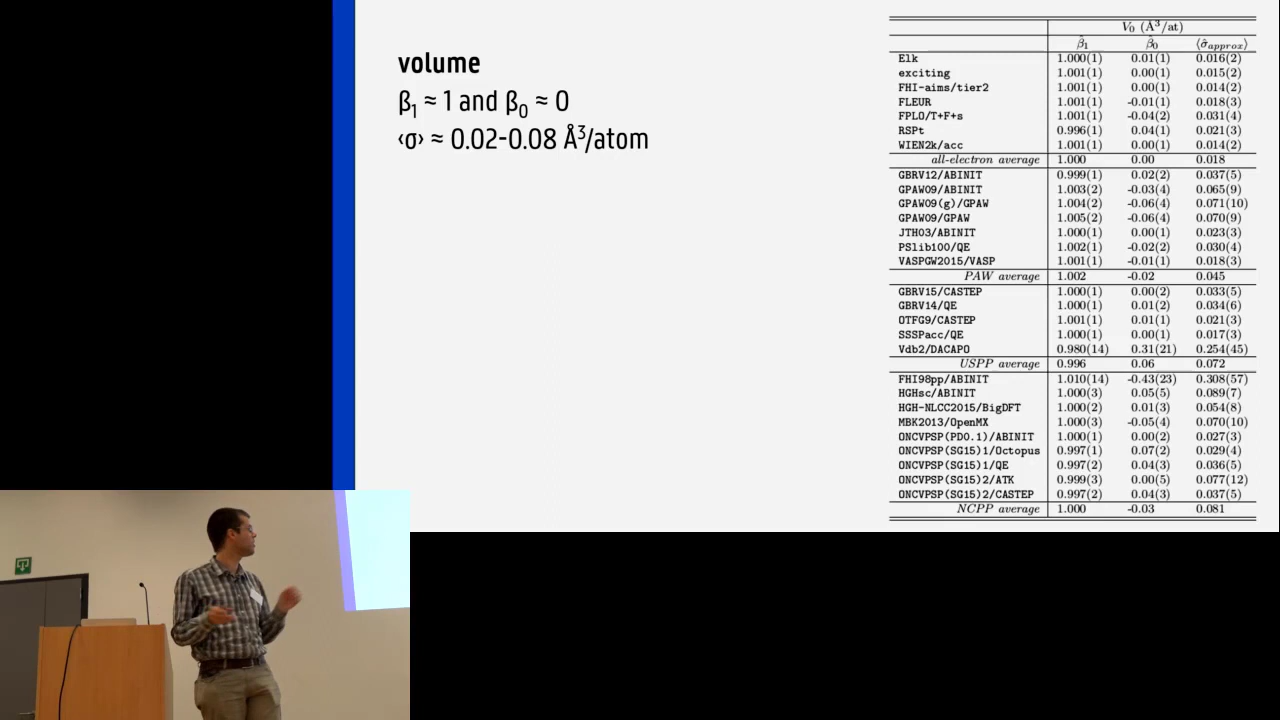 volume
β1 ≈ 1 and β0 ≈ 0
‹σ› ≈ 0.02-0.08 Å3/atom
V0 (Å3/at)
β̂1 β̂0 ⟨σ̂approx⟩
Elk 1.000(1) 0.01(1) 0.016(2)
exciting 1.001(1) 0.00(1) 0.015(2)
FHI-aims/tier2 1.001(1) 0.00(1) 0.014(2)
FLEUR 1.001(1) -0.01(1) 0.018(3)
FPLO/T+F+s 1.001(1) -0.04(2) 0.031(4)
RSPt 0.996(1) 0.04(1) 0.021(3)
WIEN2k/acc 1.001(1) 0.00(1) 0.014(2)
all-electron average 1.000 0.00 0.018
GBRV12/ABINIT 0.999(1) 0.02(2) 0.037(5)
GPAW09/ABINIT 1.003(2) -0.03(4) 0.065(9)
GPAW09(g)/GPAW 1.004(2) -0.06(4) 0.071(10)
GPAW09/GPAW 1.005(2) -0.06(4) 0.070(9)
JTH03/ABINIT 1.000(1) 0.00(1) 0.023(3)
PSlib100/QE 1.002(1) -0.02(2) 0.030(4)
VASPGW2015/VASP 1.001(1) -0.01(1) 0.018(3)
PAW average 1.002 -0.02 0.045
GBRV15/CASTEP 1.000(1) 0.00(2) 0.033(5)
GBRV14/QE 1.000(1) 0.01(2) 0.034(6)
OTFG9/CASTEP 1.001(1) 0.01(1) 0.021(3)
SSSPacc/QE 1.000(1) 0.00(1) 0.017(3)
Vdb2/DACAPO 0.980(14) 0.31(21) 0.254(45)
USPP average 0.996 0.06 0.072
FHI98pp/ABINIT 1.010(14) -0.43(23) 0.308(57)
HGHsc/ABINIT 1.000(3) 0.05(5) 0.089(7)
HGH-NLCC2015/BigDFT 1.000(2) 0.01(3) 0.054(8)
MBK2013/OpenMX 1.000(3) -0.05(4) 0.070(10)
ONCVPSP(PD0.1)/ABINIT 1.000(1) 0.00(2) 0.027(3)
ONCVPSP(SG15)1/Octopus 0.997(1) 0.07(2) 0.029(4)
ONCVPSP(SG15)1/QE 0.997(2) 0.04(3) 0.036(5)
ONCVPSP(SG15)2/ATK 0.999(3) 0.00(5) 0.077(12)
ONCVPSP(SG15)2/CASTEP 0.997(2) 0.04(3) 0.037(5)
NCPP average 1.000 -0.03 0.081